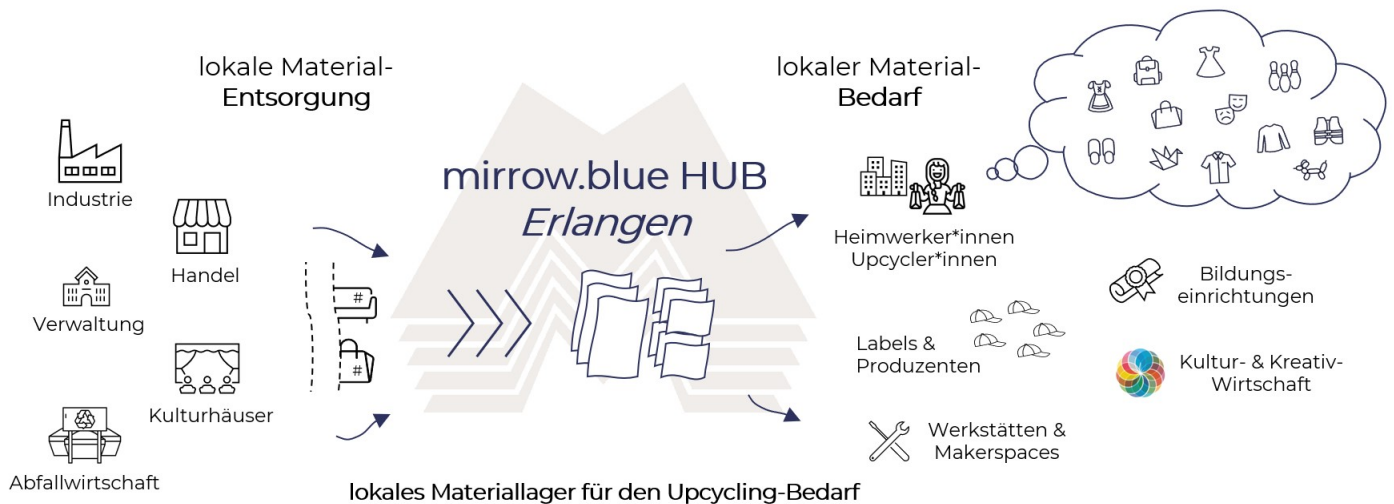 lokale Material-
Entsorgung
Industrie
Handel
Verwaltung
Kulturhäuser
Abfallwirtschaft
#
#
mirrow.blue HUB
Erlangen
lokales Materiallager für den Upcycling-Bedarf
lokaler Material-
Bedarf
Heimwerker*innen
Upcycler*innen
Bildungs-
einrichtungen
Labels &
Produzenten
Kultur- & Kreativ-
Wirtschaft
Werkstätten &
Makerspaces